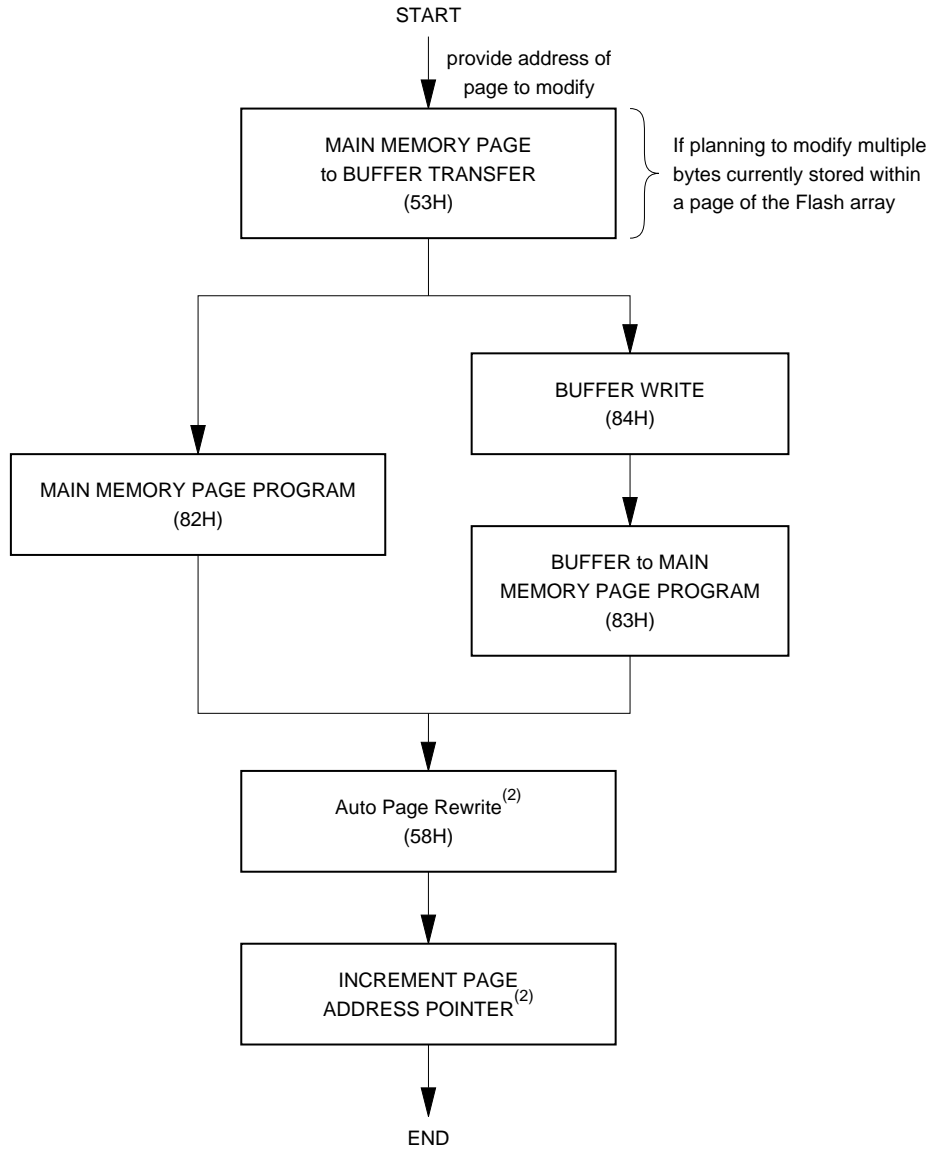 START
provide address of
page to modify
MAIN MEMORY PAGE
to BUFFER TRANSFER
(53H)
If planning to modify multiple
bytes currently stored within
a page of the Flash array
BUFFER WRITE
(84H)
MAIN MEMORY PAGE PROGRAM
(82H)
BUFFER to MAIN
MEMORY PAGE PROGRAM
(83H)
Auto Page Rewrite(2)
(58H)
INCREMENT PAGE
ADDRESS POINTER(2)
END